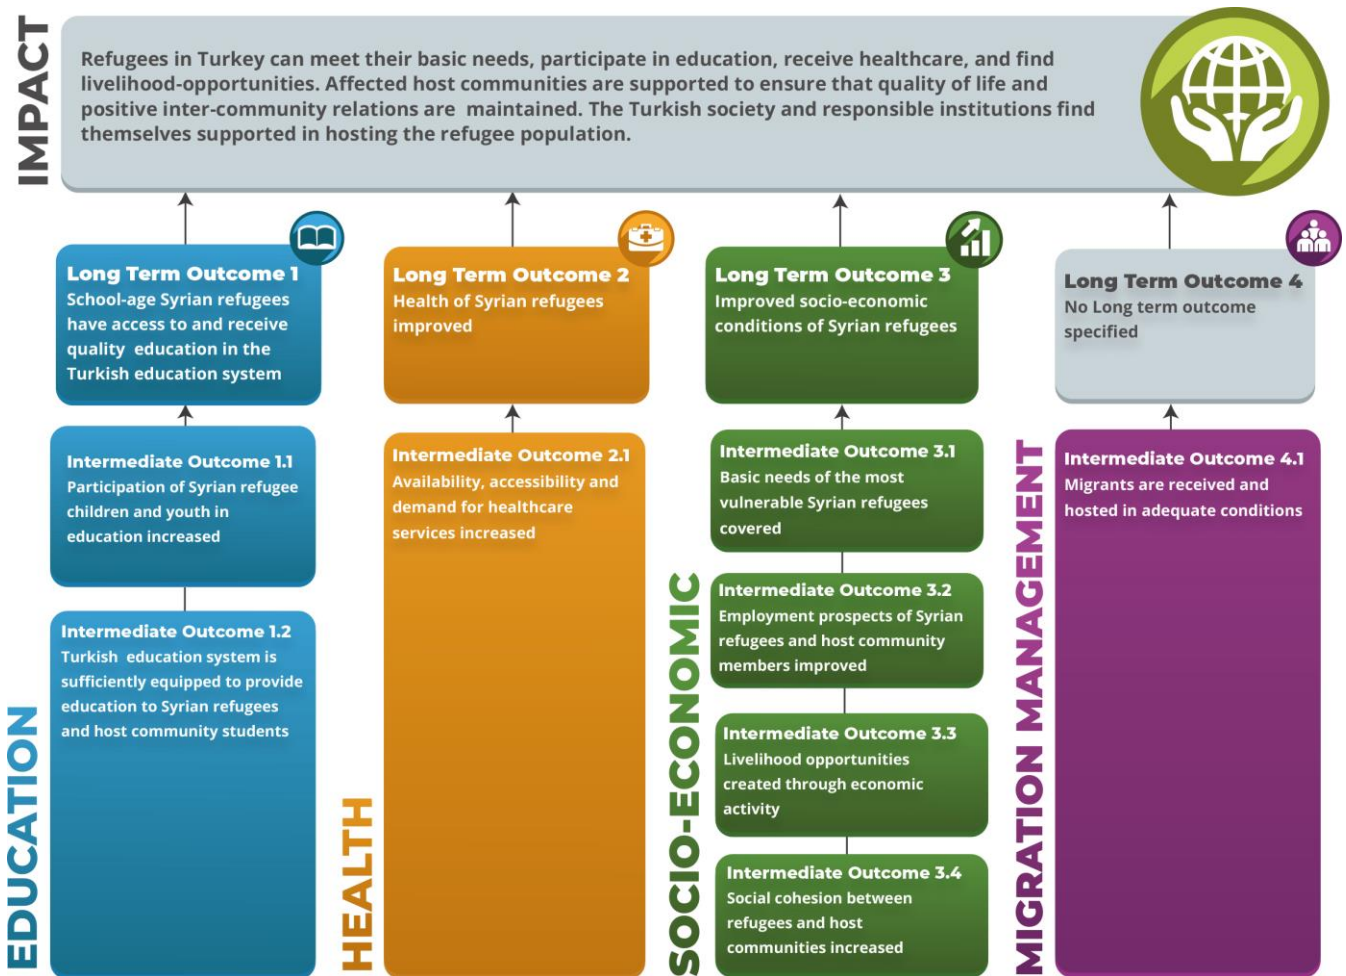 IMPACT
Refugees in Turkey can meet their basic needs, participate in education, receive healthcare, and find
livelihood-opportunities. Affected host communities are supported to ensure that quality of life and
positive inter-community relations are maintained. The Turkish society and responsible institutions find
themselves supported in hosting the refugee population.
EDUCATION
Long Term Outcome 1
School-age Syrian refugees
have access to and receive
quality education in the
Turkish education system
Intermediate Outcome 1.1
Participation of Syrian refugee
children and youth in
education increased
Intermediate Outcome 1.2
Turkish education system is
sufficiently equipped to provide
education to Syrian refugees
and host community students
HEALTH
Long Term Outcome 2
Health of Syrian refugees
improved
Intermediate Outcome 2.1
Availability, accessibility and
demand for healthcare
services increased
SOCIO-ECONOMIC
Long Term Outcome 3
Improved socio-economic
conditions of Syrian refugees
Intermediate Outcome 3.1
Basic needs of the most
vulnerable Syrian refugees
covered
Intermediate Outcome 3.2
Employment prospects of Syrian
refugees and host community
members improved
Intermediate Outcome 3.3
Livelihood opportunities
created through economic
activity
Intermediate Outcome 3.4
Social cohesion between
refugees and host
communities increased
MIGRATION MANAGEMENT
Long Term Outcome 4
No Long term outcome
specified
Intermediate Outcome 4.1
Migrants are received and
hosted in adequate conditions